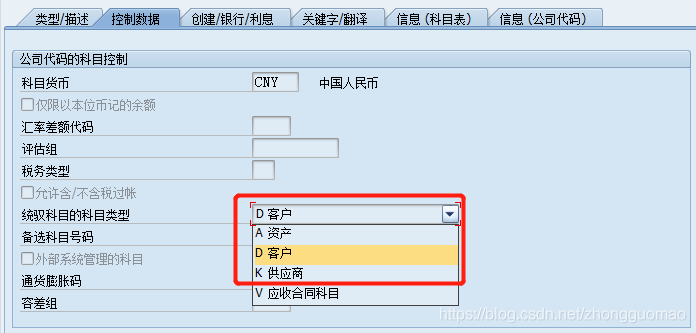 类型/描述 控制数据 创建/银行/利息 关键字/翻译 信息 (科目表) 信息 (公司代码)
公司代码的科目控制
科目货币 CNY 中国人民币
仅限以本位币记的余额
汇率差额代码
评估组
税务类型
允许含/不含税过帐
统驭科目的科目类型 D 客户
备选科目号码 A 资产
D 客户
外部系统管理的科目
K 供应商
通货膨胀码
V 应收合同科目
容差组
https://blog.csdn.net/zhongguomao